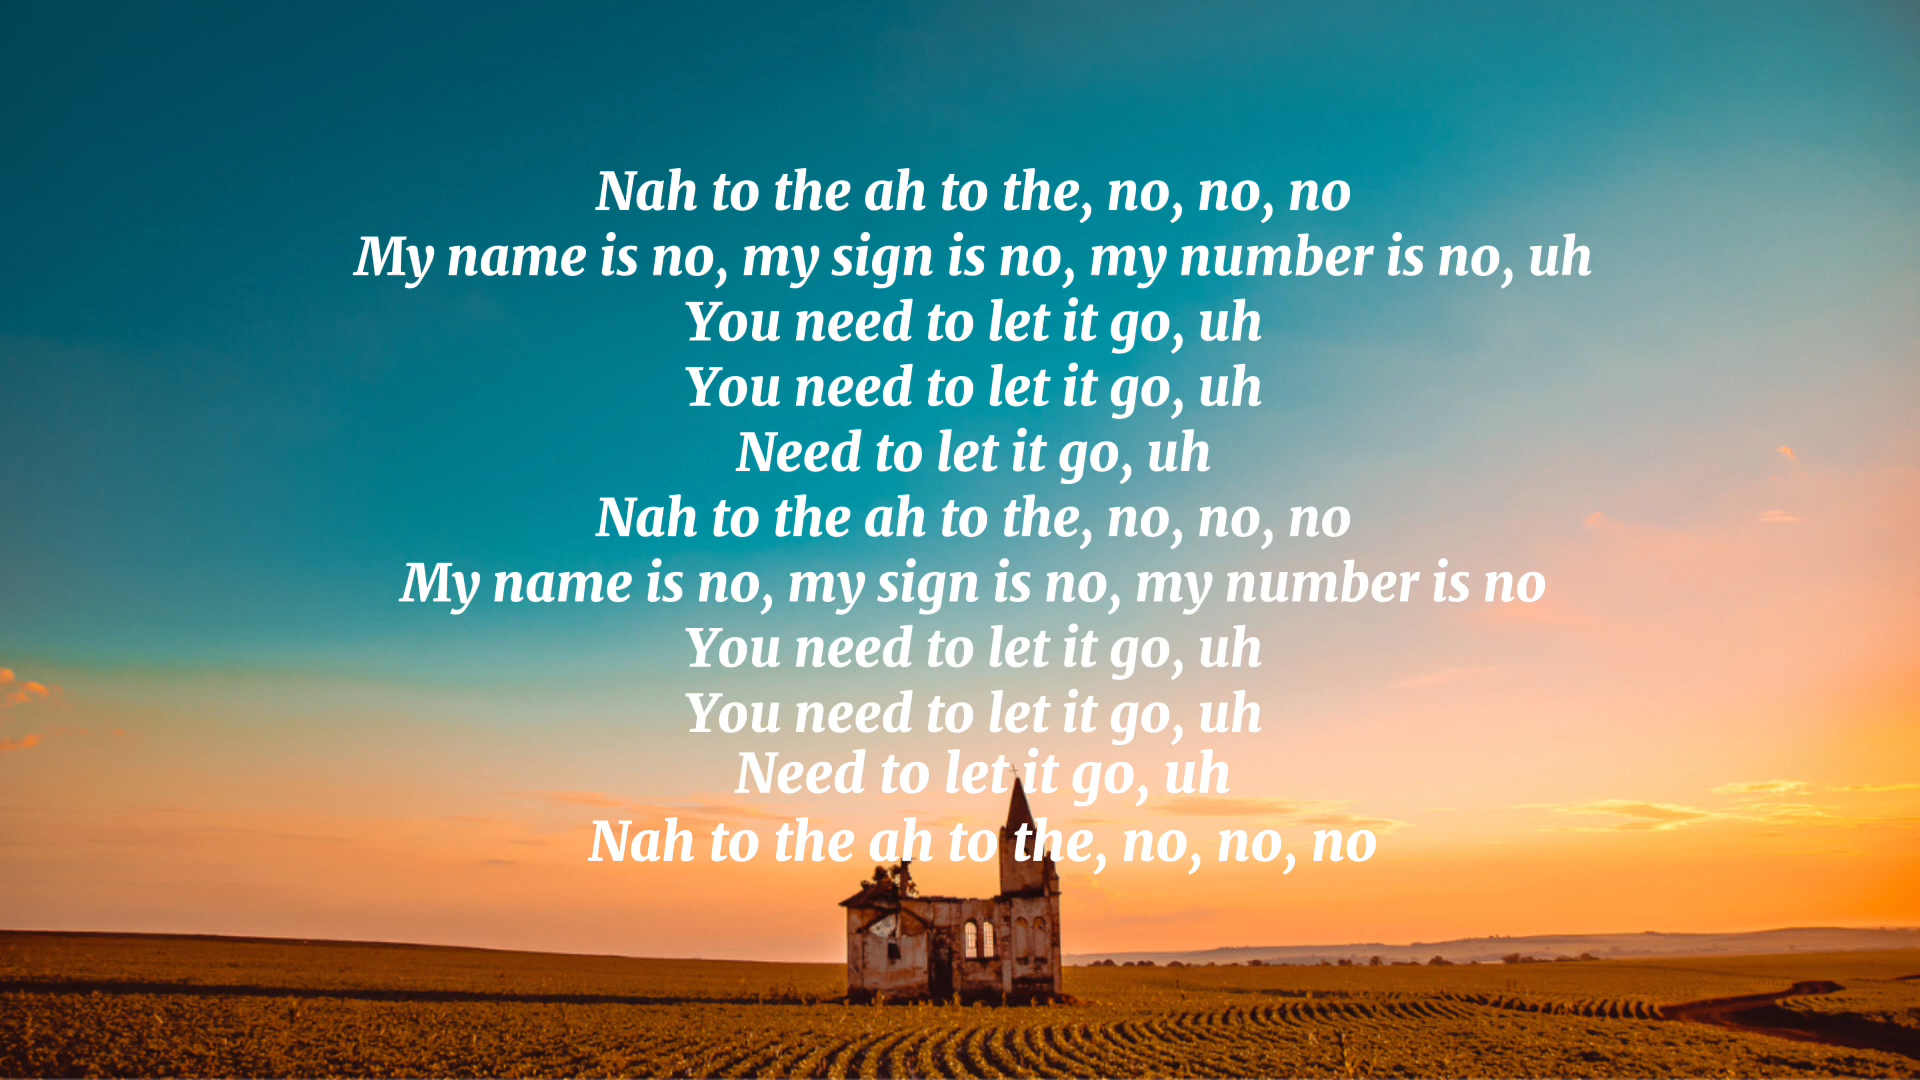 Nah to the ah to the, no, no, no
My name is no, my sign is no, my number is no, uh
You need to let it go, uh
You need to let it go, uh
Need to let it go, uh
Nah to the ah to the, no, no, no
My name is no, my sign is no, my number is no
You need to let it go, uh
You need to let it go, uh
Need to let it go, uh
Nah to the ah to the, no, no, no